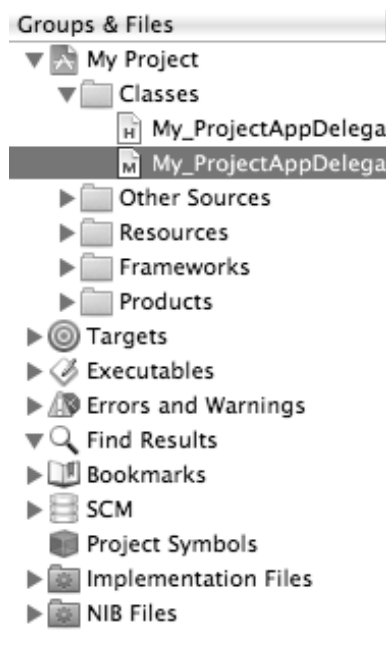 Groups & Files
My Project
Classes
H My_ProjectAppDelega
M My_ProjectAppDelega
Other Sources
Resources
Frameworks
Products
Targets
Executables
Errors and Warnings
Find Results
Bookmarks
SCM
Project Symbols
Implementation Files
NIB Files